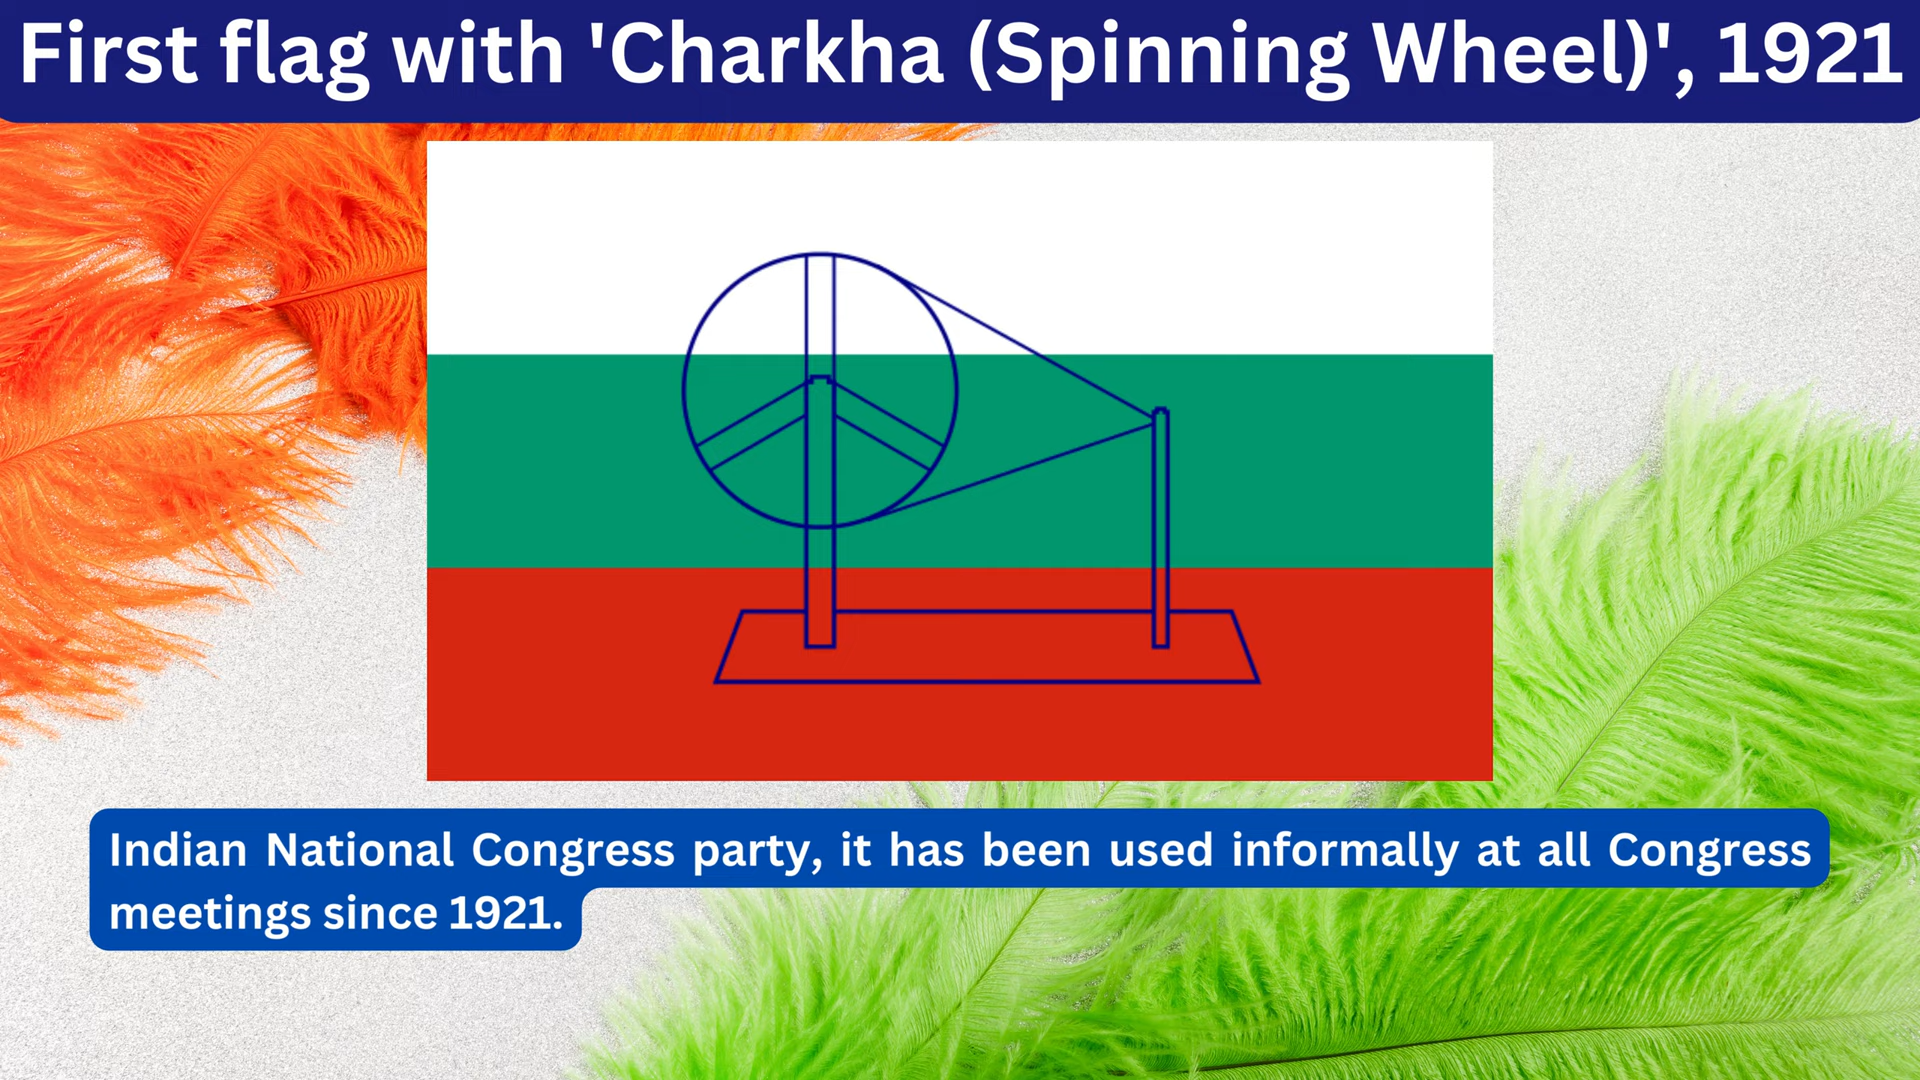 First flag with 'Charkha (Spinning Wheel)', 1921
Indian National Congress party, it has been used informally at all Congress
meetings since 1921.